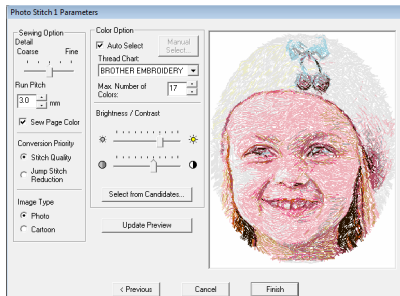 Photo Stitch 1 Parameters
Sewing Option
Detail
Coarse Fine
Run Pitch
3.0 mm
Sew Page Color
Conversion Priority
Stitch Quality
Jump Stitch
Reduction
Image Type
Photo
Cartoon
Color Option
Auto Select
Manual
Select...
Thread Chart:
BROTHER EMBROIDERY
Max. Number of
Colors:
17
Brightness / Contrast
Select from Candidates...
Update Preview
< Previous
Cancel
Finish